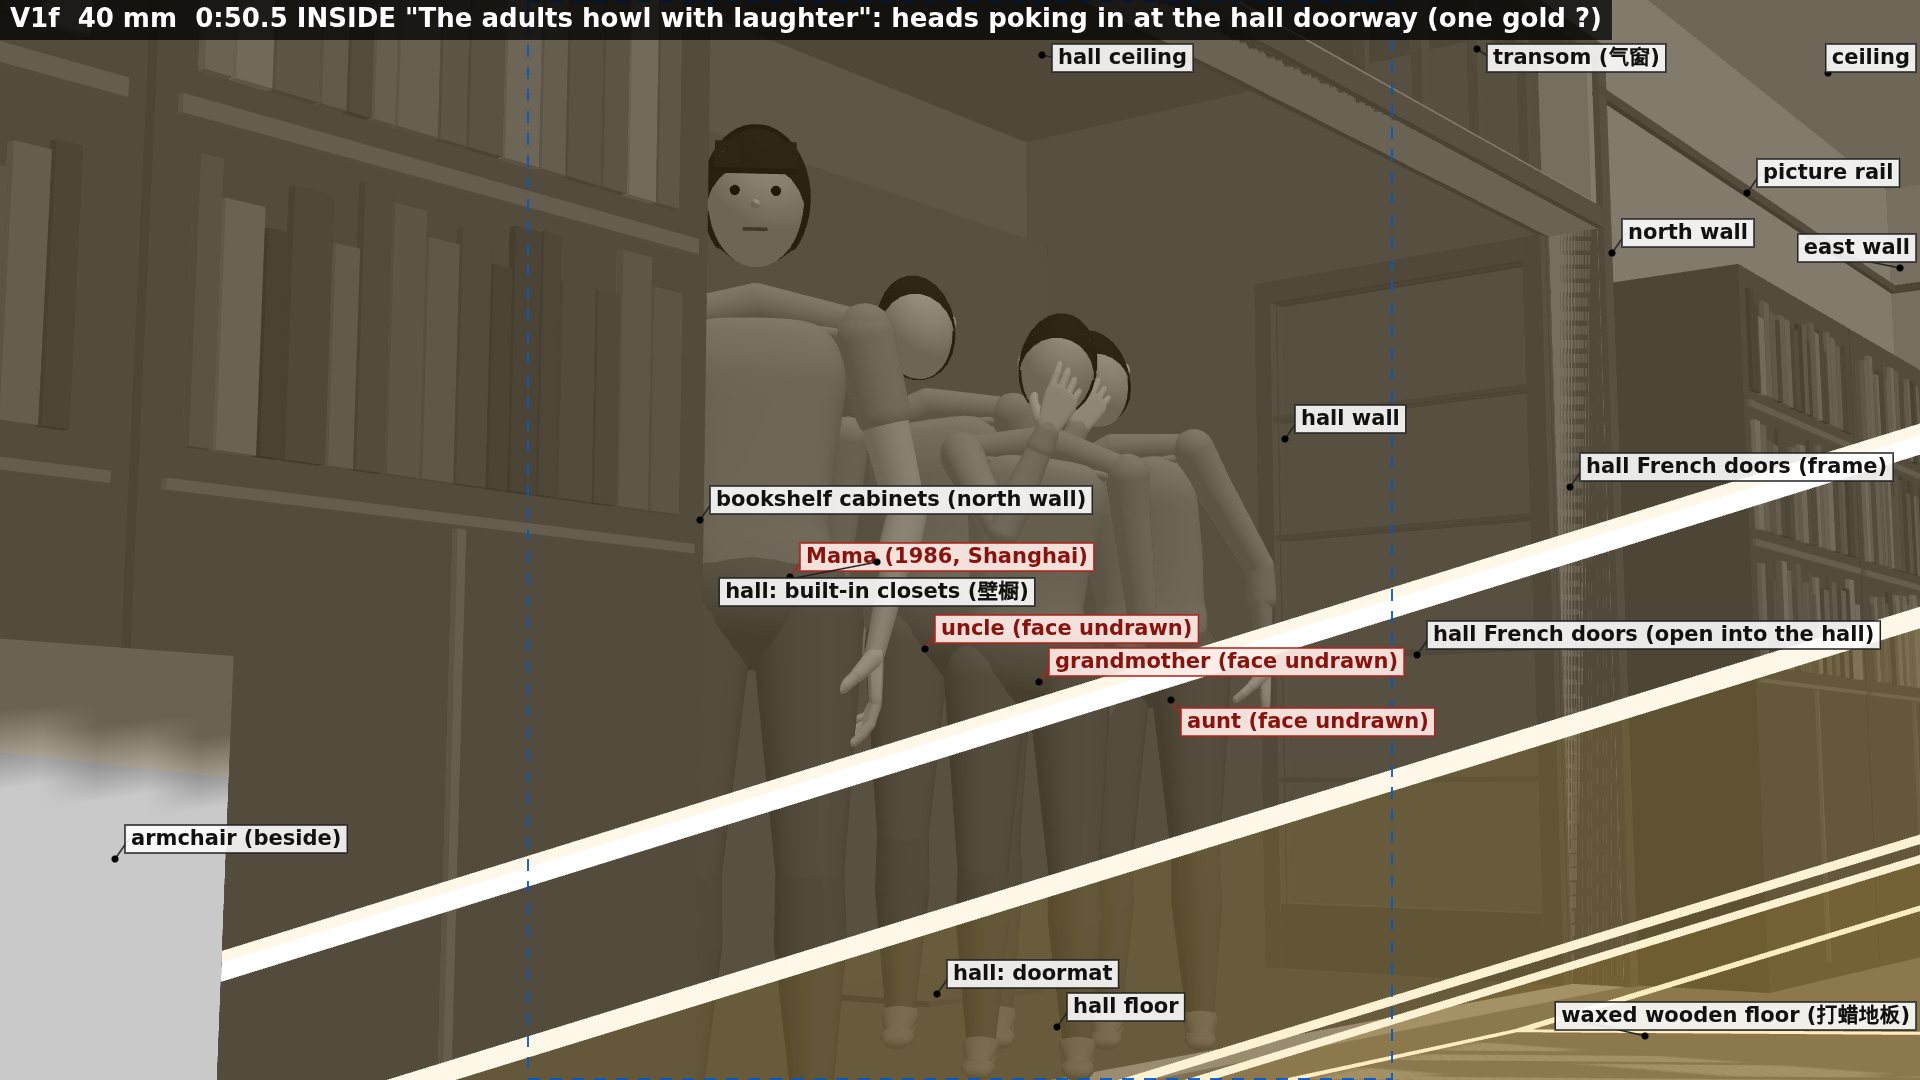 V1f 40 mm 0:50.5 INSIDE "The adults howl with laughter": heads poking in at the hall doorway (one gold ?)
hall ceiling
transom (气窗)
ceiling
picture rail
north wall
east wall
hall wall
hall French doors (frame)
bookshelf cabinets (north wall)
Mama (1986, Shanghai)
hall: built-in closets (壁橱)
uncle (face undrawn)
hall French doors (open into the hall)
grandmother (face undrawn)
aunt (face undrawn)
armchair (beside)
hall: doormat
hall floor
waxed wooden floor (打蜡地板)